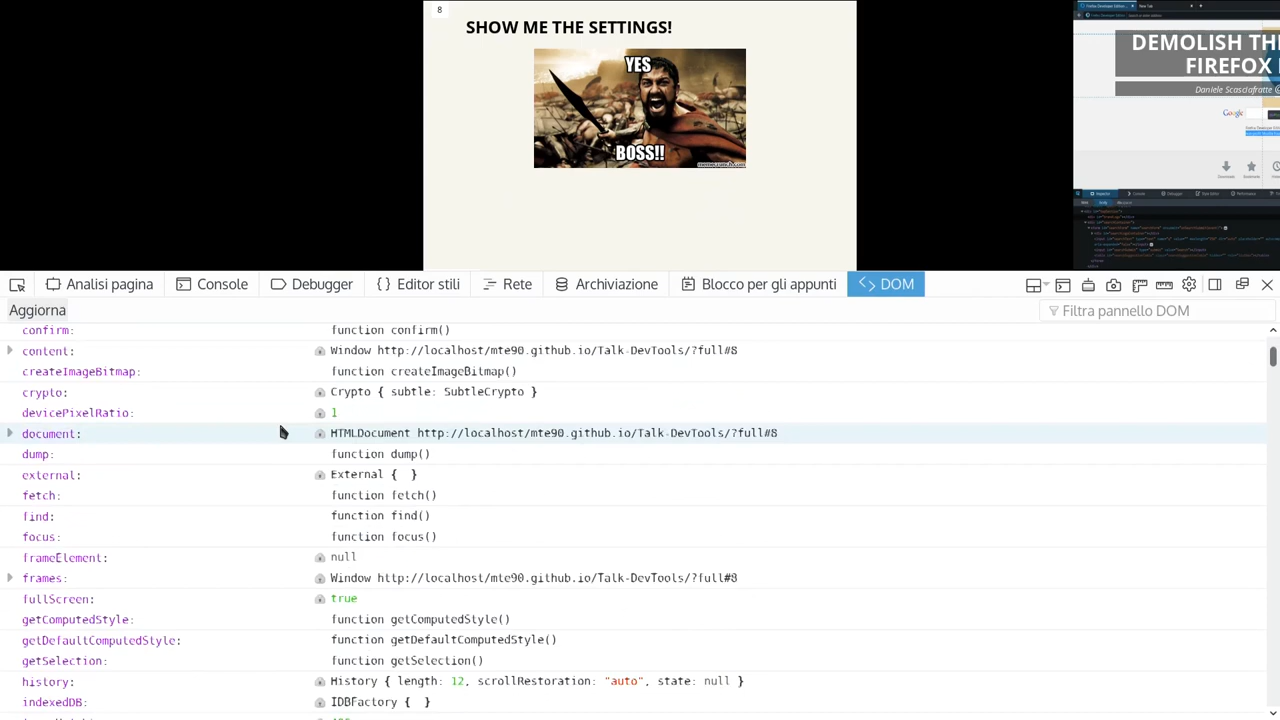 8
SHOW ME THE SETTINGS!
YES
BOSS!!
DEMOLISH TH
FIREFOX
Daniele Scasciafratte @
Google
Analisi pagina
Console
Debugger
Editor stili
Rete
Archiviazione
Blocco per gli appunti
DOM
Aggiorna
Filtra pannello DOM
confirm: function confirm()
content: Window http://localhost/mte90.github.io/Talk-DevTools/?full#8
createImageBitmap: function createImageBitmap()
crypto: Crypto { subtle: SubtleCrypto }
devicePixelRatio: 1
document: HTMLDocument http://localhost/mte90.github.io/Talk-DevTools/?full#8
dump: function dump()
external: External { }
fetch: function fetch()
find: function find()
focus: function focus()
frameElement: null
frames: Window http://localhost/mte90.github.io/Talk-DevTools/?full#8
fullScreen: true
getComputedStyle: function getComputedStyle()
getDefaultComputedStyle: function getDefaultComputedStyle()
getSelection: function getSelection()
history: History { length: 12, scrollRestoration: "auto", state: null }
indexedDB: IDBFactory { }